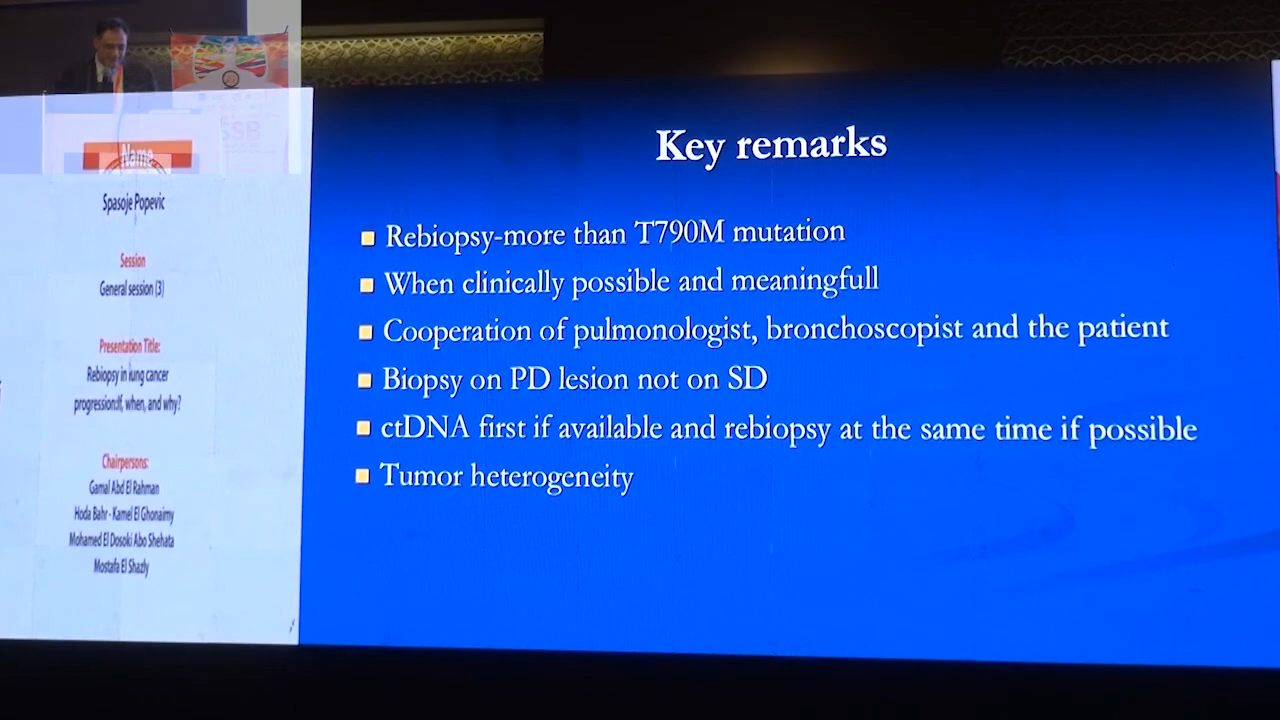 SSB
Name
Spasoje Popevic
Session
General session (3)
Presentation Title:
Rebiopsy in lung cancer
progression:If, when, and why?
Chairpersons:
Gamal Abd El Rahman
Hoda Bahr - Kamel El Ghonaimy
Mohamed El Dosoki Abo Shehata
Mostafa El Shazly
Key remarks
Rebiopsy-more than T790M mutation
When clinically possible and meaningfull
Cooperation of pulmonologist, bronchoscopist and the patient
Biopsy on PD lesion not on SD
ctDNA first if available and rebiopsy at the same time if possible
Tumor heterogeneity